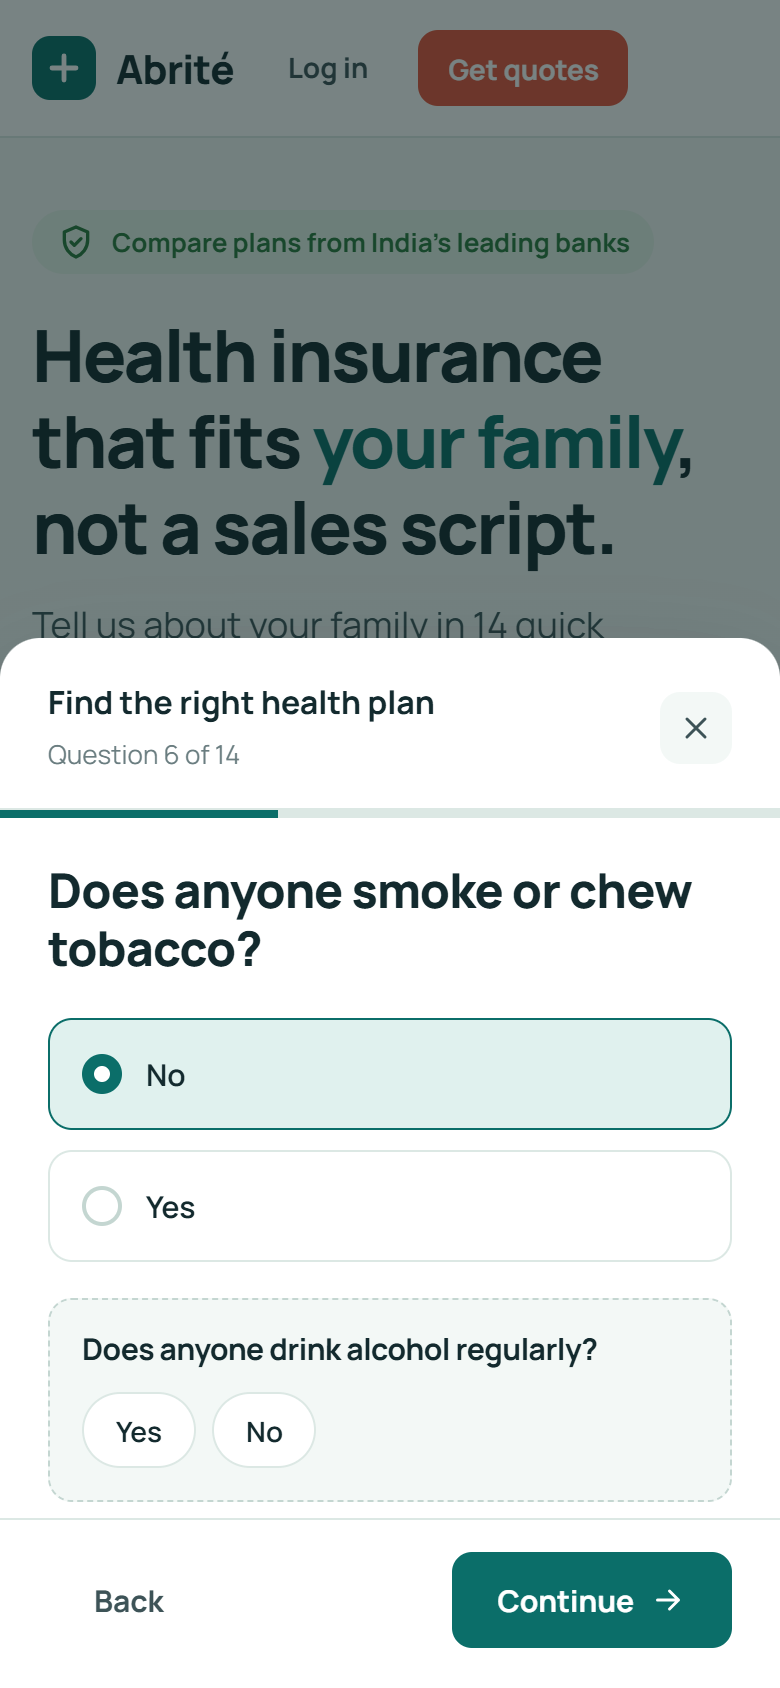 Abrité
Log in
Get quotes
Compare plans from India's leading banks
Health insurance
that fits your family,
not a sales script.
Tell us about your family in 14 quick
Find the right health plan
Question 6 of 14
Does anyone smoke or chew
tobacco?
No
Yes
Does anyone drink alcohol regularly?
Yes
No
Back
Continue